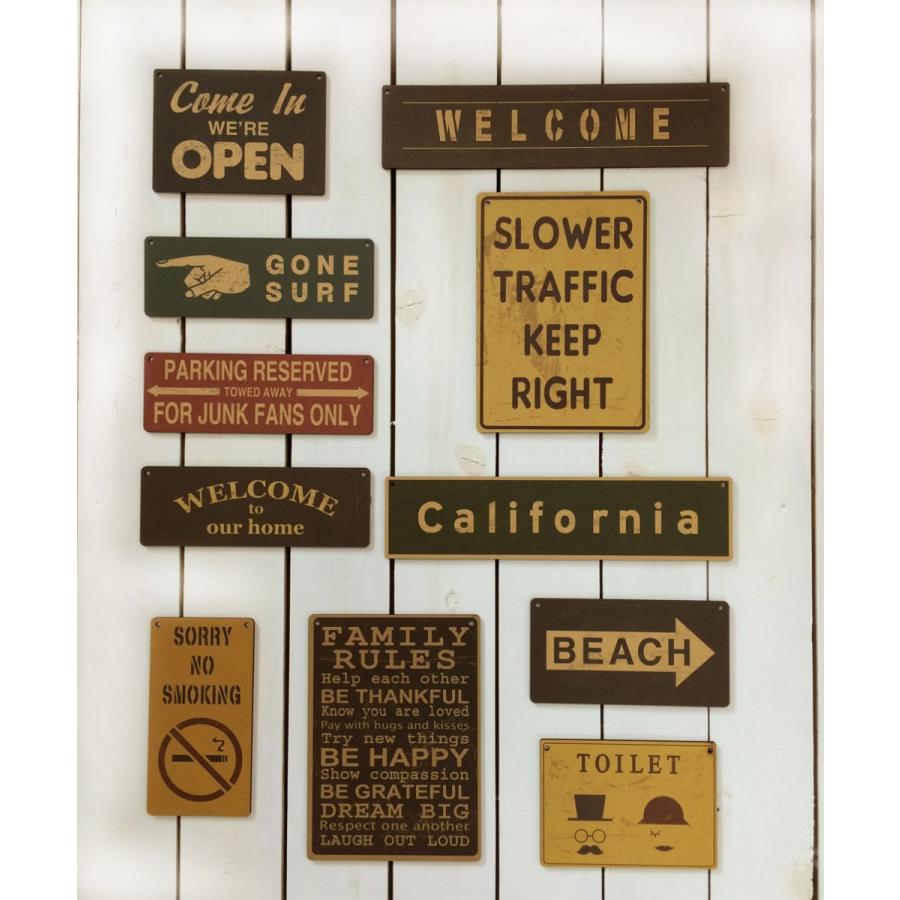 Come In
WE'RE
OPEN
WELCOME
GONE
SURF
SLOWER
TRAFFIC
KEEP
RIGHT
PARKING RESERVED
TOWED AWAY
FOR JUNK FANS ONLY
WELCOME
to
our home
California
SORRY
NO
SMOKING
FAMILY
RULES
Help each other
BE THANKFUL
Know you are loved
Pay with hugs and kisses
Try new things
BE HAPPY
Show compassion
BE GRATEFUL
DREAM BIG
Respect one another
LAUGH OUT LOUD
BEACH
TOILET